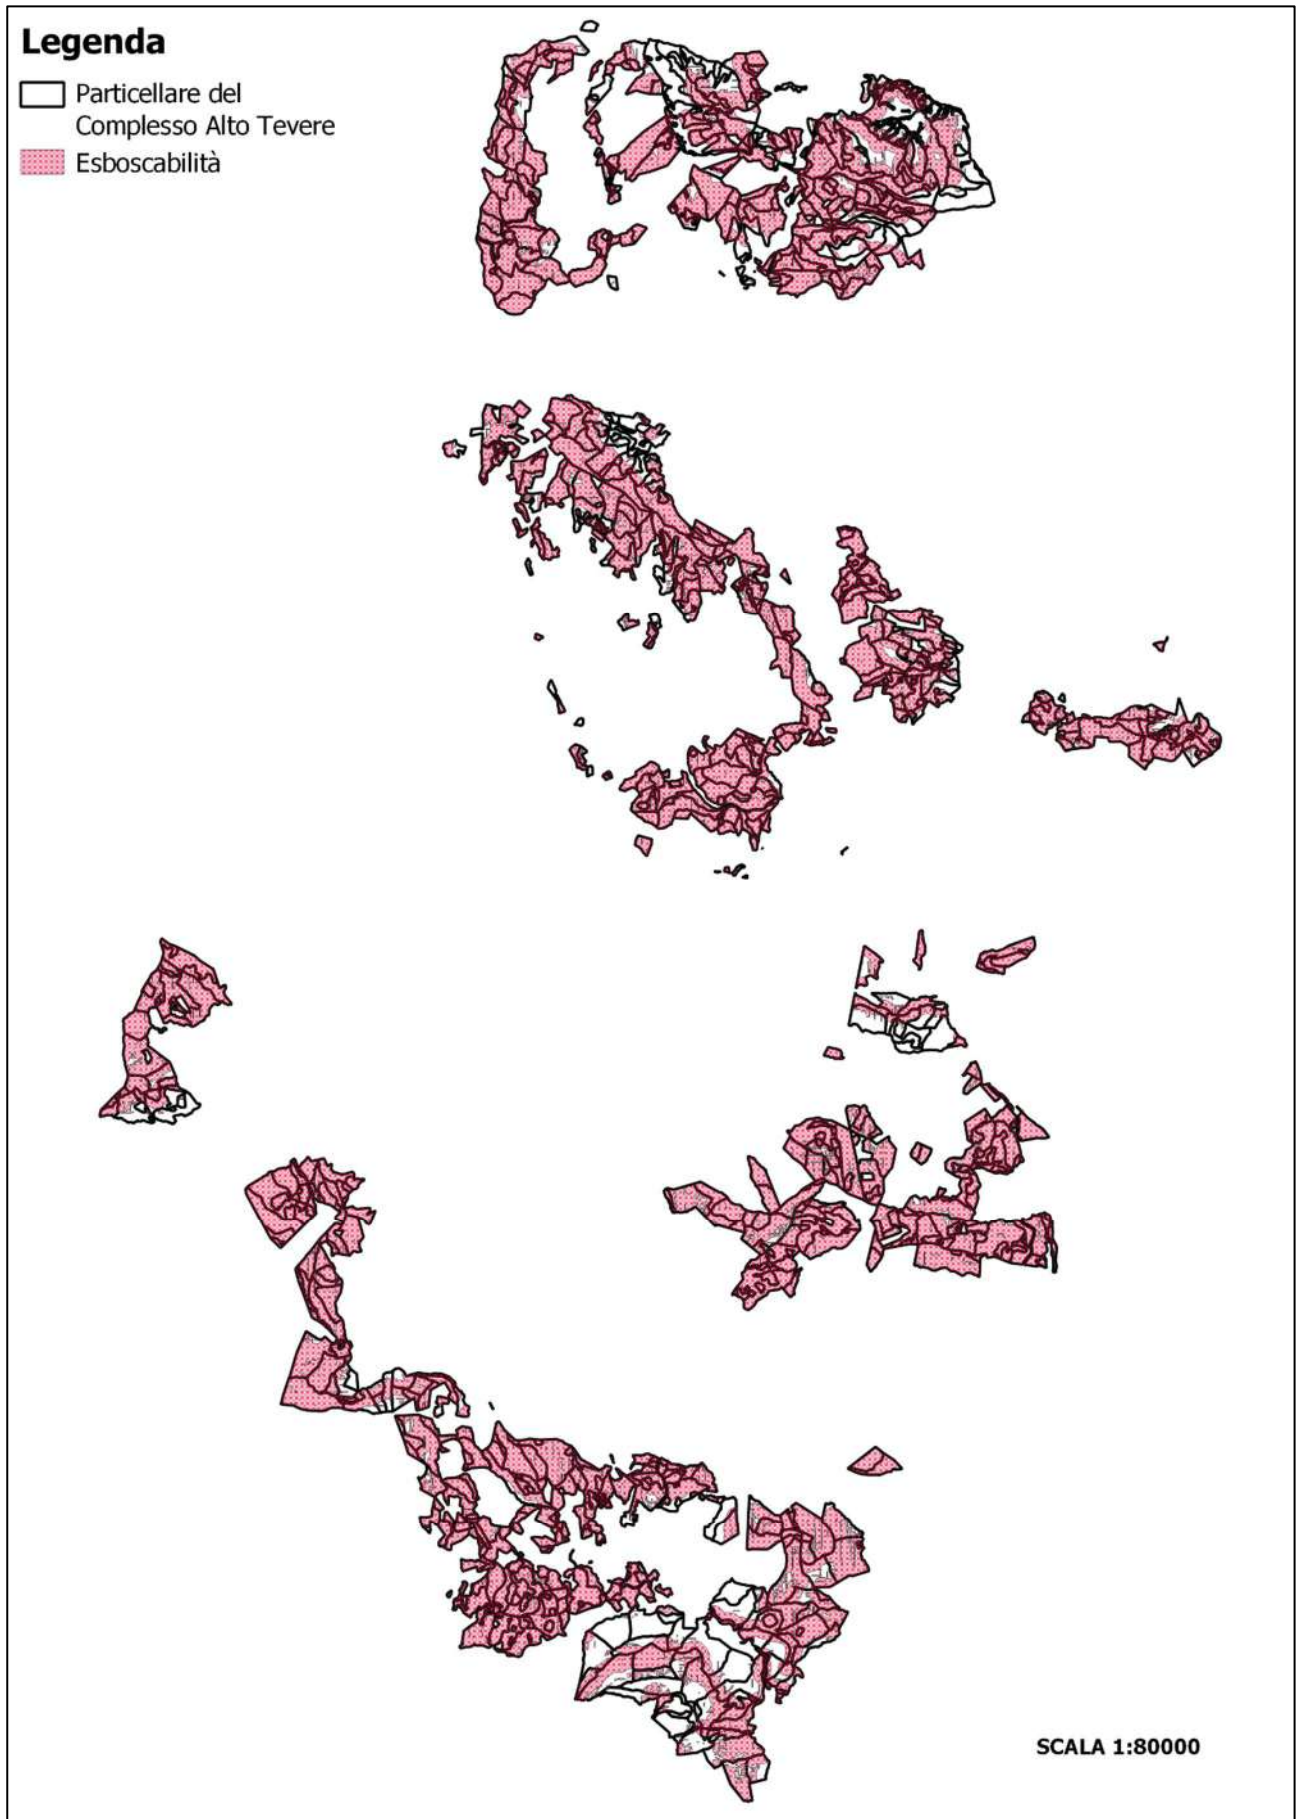 Legenda
Particellare del
Complesso Alto Tevere
Esboscabilità
SCALA 1:80000